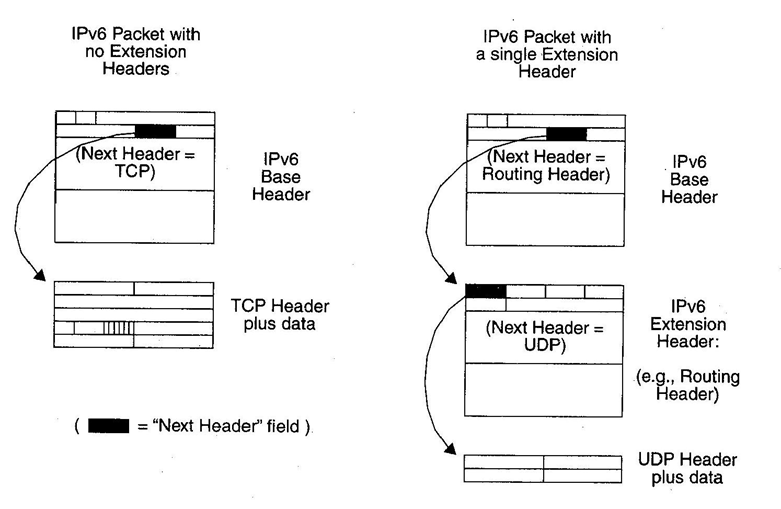 IPv6 Packet with
no Extension
Headers
(Next Header =
TCP)
IPv6
Base
Header
TCP Header
plus data
( = "Next Header" field )
IPv6 Packet with
a single Extension
Header
(Next Header =
Routing Header)
IPv6
Base
Header
(Next Header =
UDP)
IPv6
Extension
Header:
(e.g., Routing
Header)
UDP Header
plus data